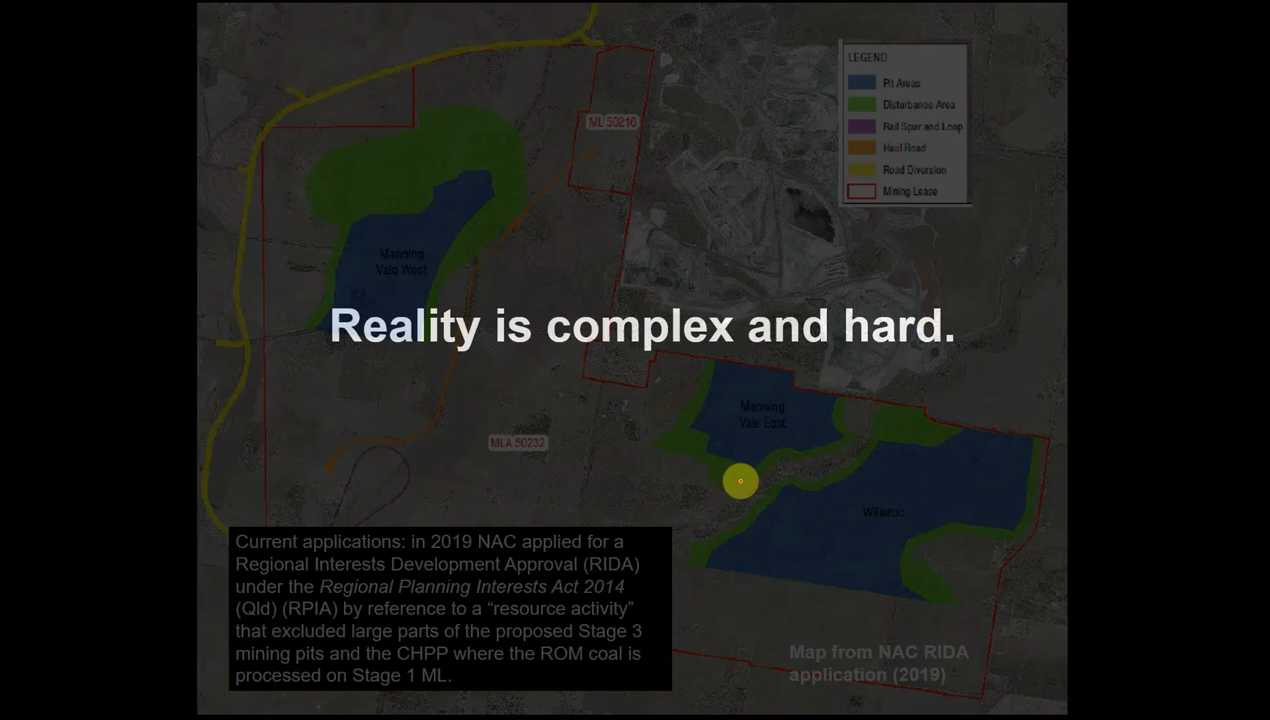 LEGEND
Pit Areas
Disturbance Area
Rail Spur and Loop
Haul Road
Road Diversion
Mining Lease
ML 50216
Manning
Vale West
Reality is complex and hard.
Manning
Vale East
MLA 50232
Willeroo
Current applications: in 2019 NAC applied for a
Regional Interests Development Approval (RIDA)
under the Regional Planning Interests Act 2014
(Qld) (RPIA) by reference to a “resource activity”
that excluded large parts of the proposed Stage 3
mining pits and the CHPP where the ROM coal is
processed on Stage 1 ML.
Map from NAC RIDA
application (2019)